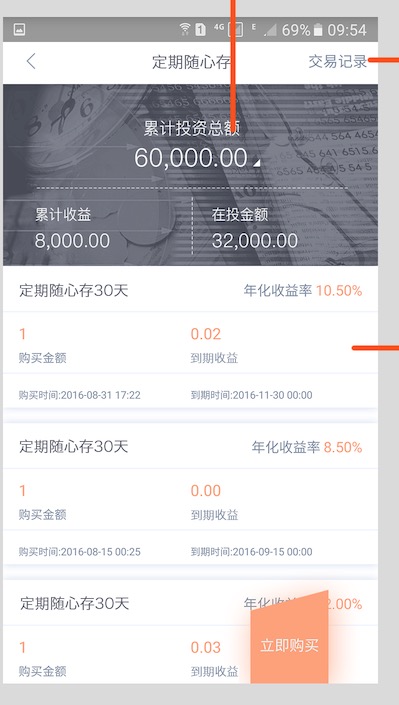 1 4G E 69% 09:54
定期随心存 交易记录
累计投资总额
60,000.00
累计收益 在投金额
8,000.00 32,000.00
定期随心存30天 年化收益率 10.50%
1 0.02
购买金额 到期收益
购买时间:2016-08-31 17:22 到期时间:2016-11-30 00:00
定期随心存30天 年化收益率 8.50%
1 0.00
购买金额 到期收益
购买时间:2016-08-15 00:25 到期时间:2016-09-15 00:00
定期随心存30天 年化收 2.00%
1 0.03
立即购买
购买金额 到期收益